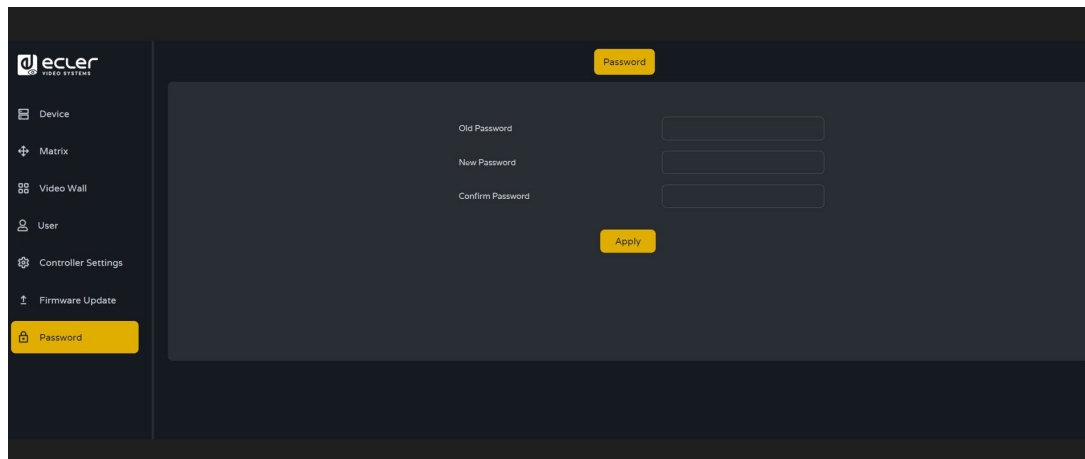 ecler
VIDEO SYSTEMS
Device
Matrix
Video Wall
User
Controller Settings
Firmware Update
Password
Password
Old Password
New Password
Confirm Password
Apply